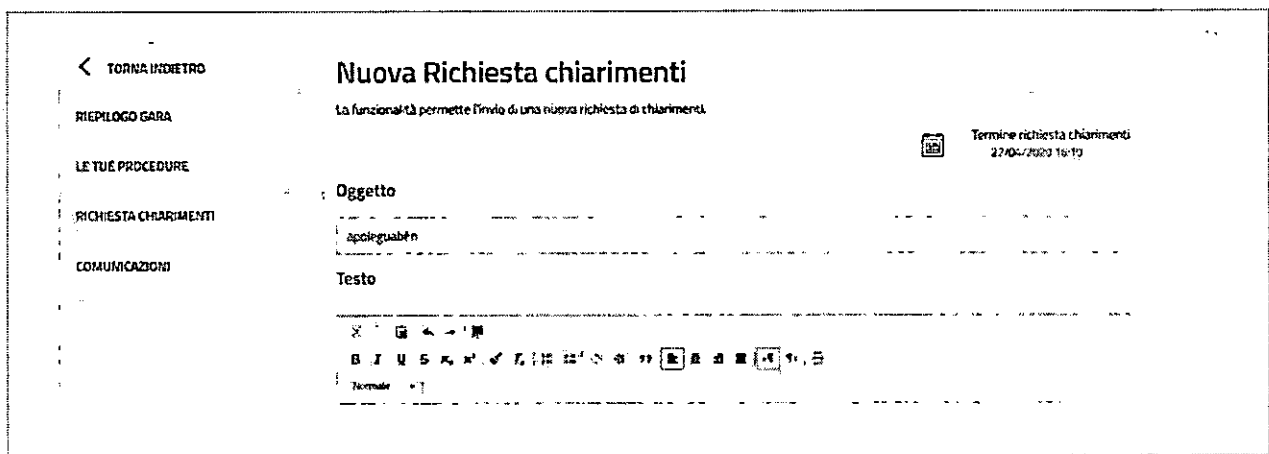 TORNA INDIETRO
RIEPILOGO GARA
LE TUE PROCEDURE
RICHIESTA CHIARIMENTI
COMUNICAZIONI
Nuova Richiesta chiarimenti
La funzionalità permette l'invio di una nuova richiesta di chiarimenti.
Termine richiesta chiarimenti
Oggetto
Testo
B I U S
Normale